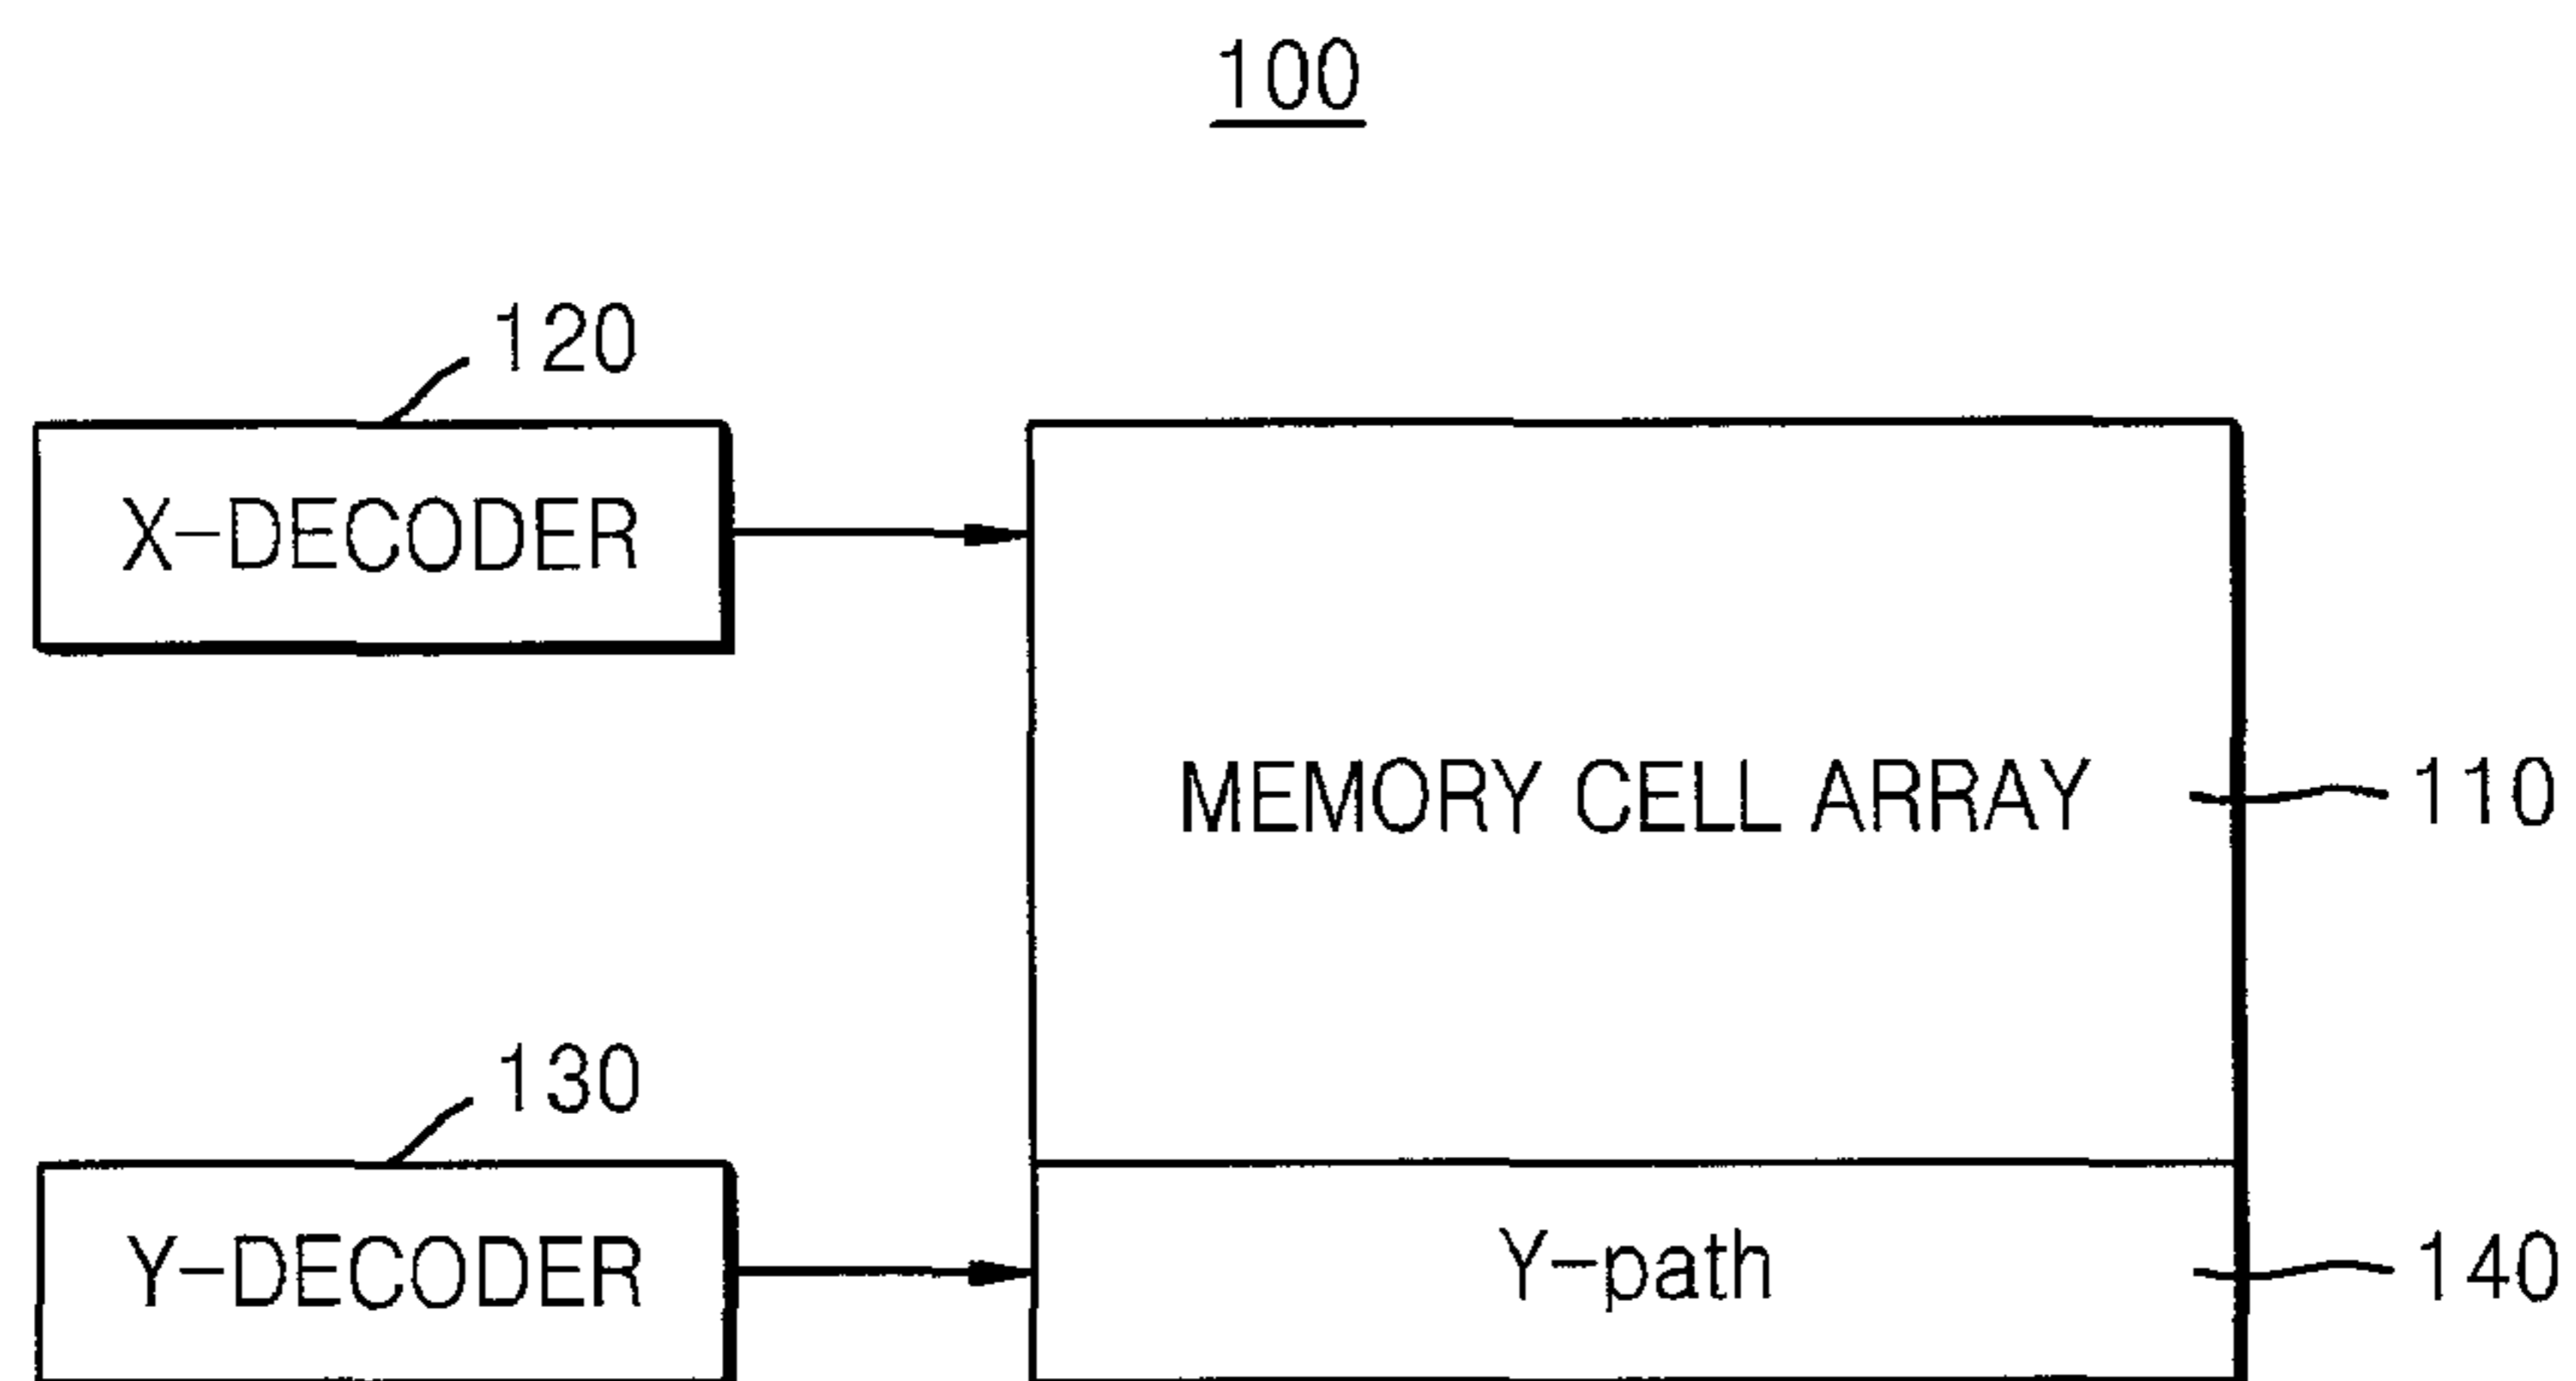 100
120
X-DECODER
MEMORY CELL ARRAY
110
130
Y-DECODER
Y-path
140